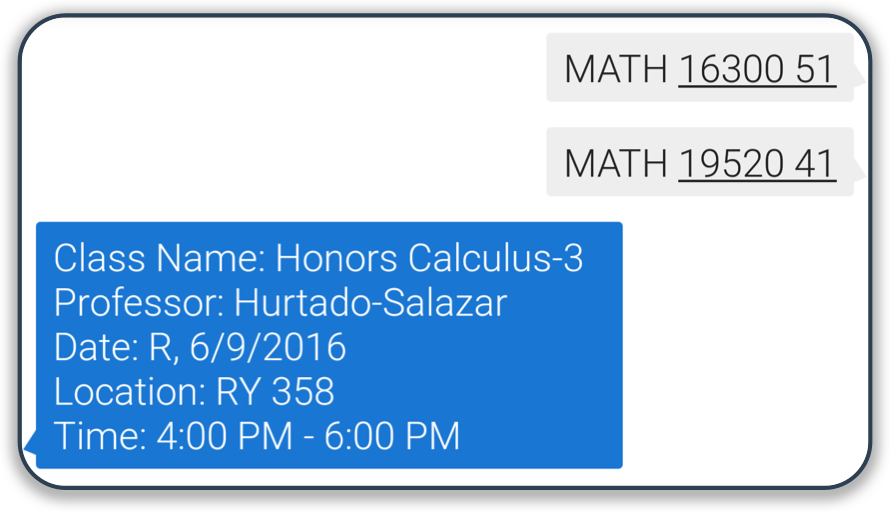 MATH 16300 51
MATH 19520 41
Class Name: Honors Calculus-3
Professor: Hurtado-Salazar
Date: R, 6/9/2016
Location: RY 358
Time: 4:00 PM - 6:00 PM